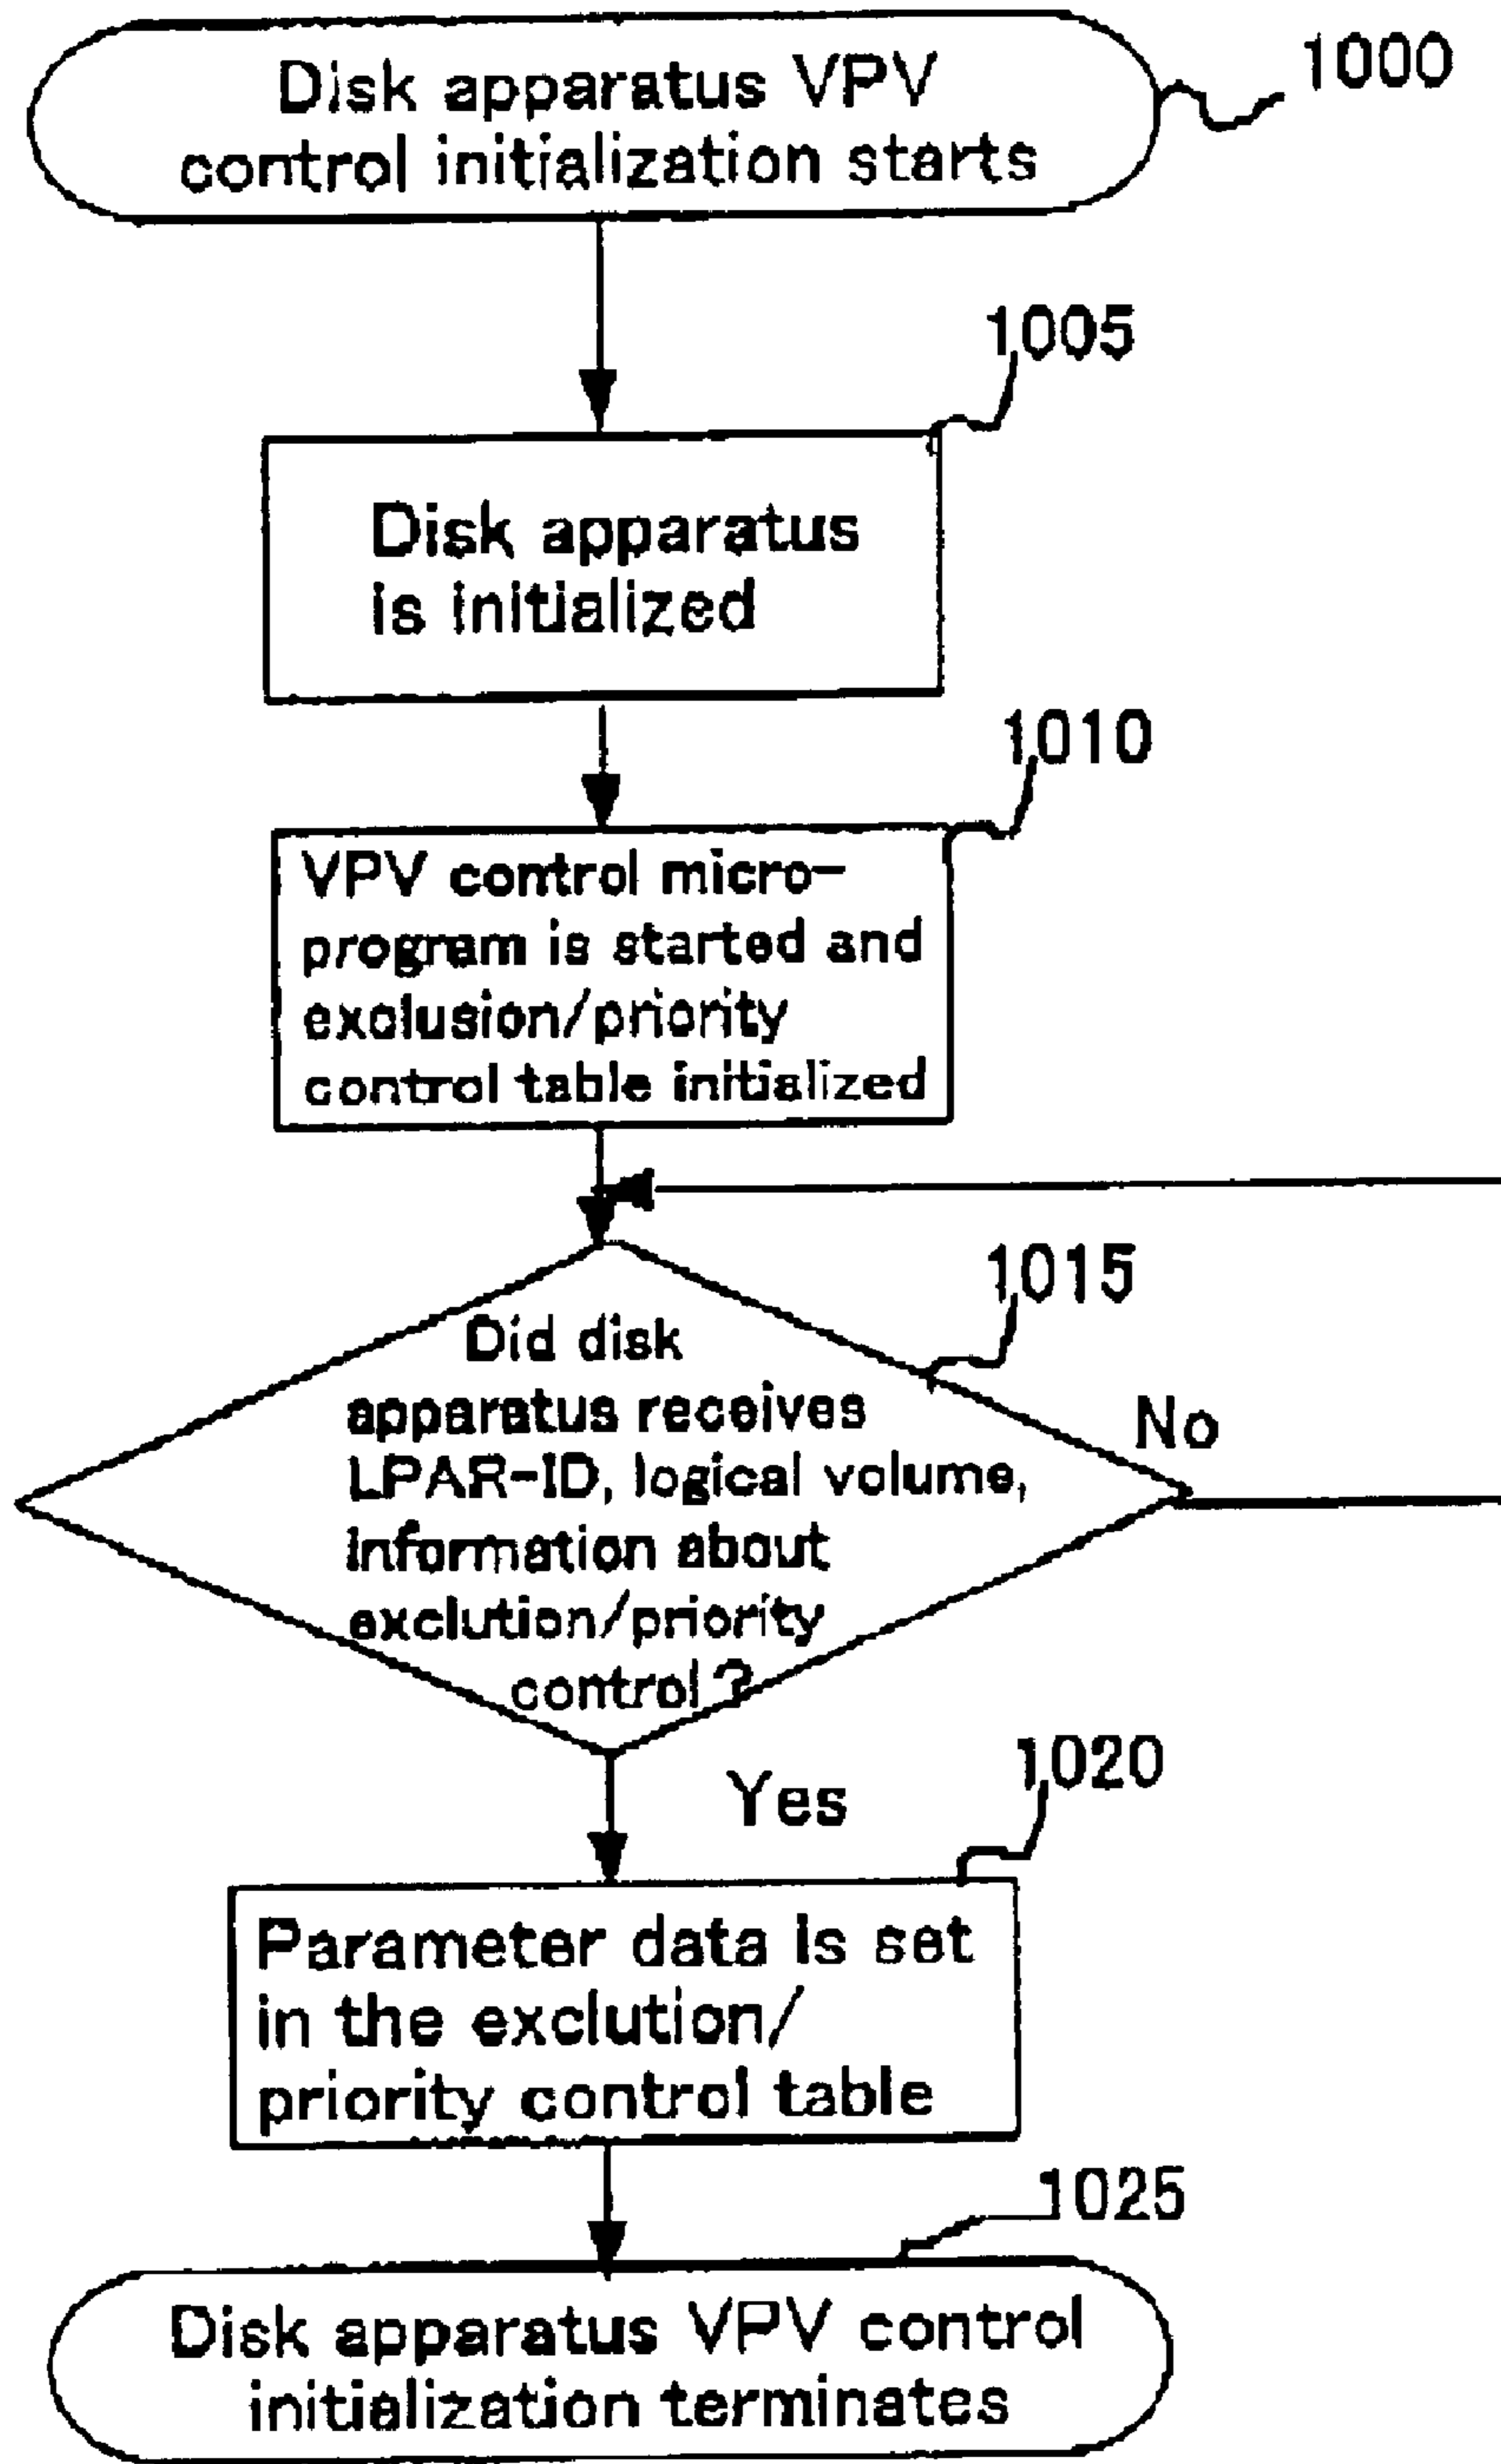 Disk apparatus VPV
control initialization starts
1000
1005
Disk apparatus
is initialized
1010
VPV control micro-
program is started and
exclusion/priority
control table initialized
1015
Did disk
apparatus receives
LPAR-ID, logical volume,
information about
exclution/priority
control ?
No
Yes
1020
Parameter data is set
in the exclution/
priority control table
1025
Disk apparatus VPV control
initialization terminates